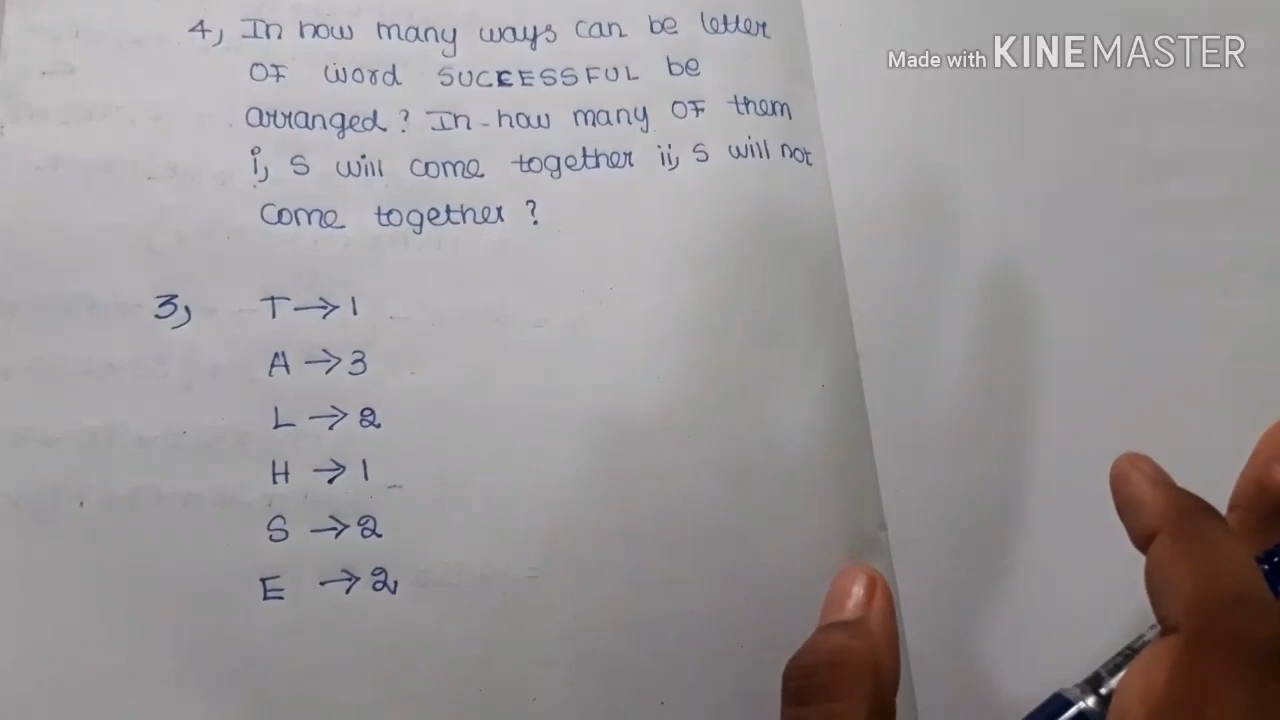 4, In how many ways can be letter
OF word SUCEESSFUL be
arranged? In-how many OF them
i, S will come together ii, S will not
come together?
3, T→1
A→3
L→2
H→1
S→2
E→2
Made with KINEMASTER